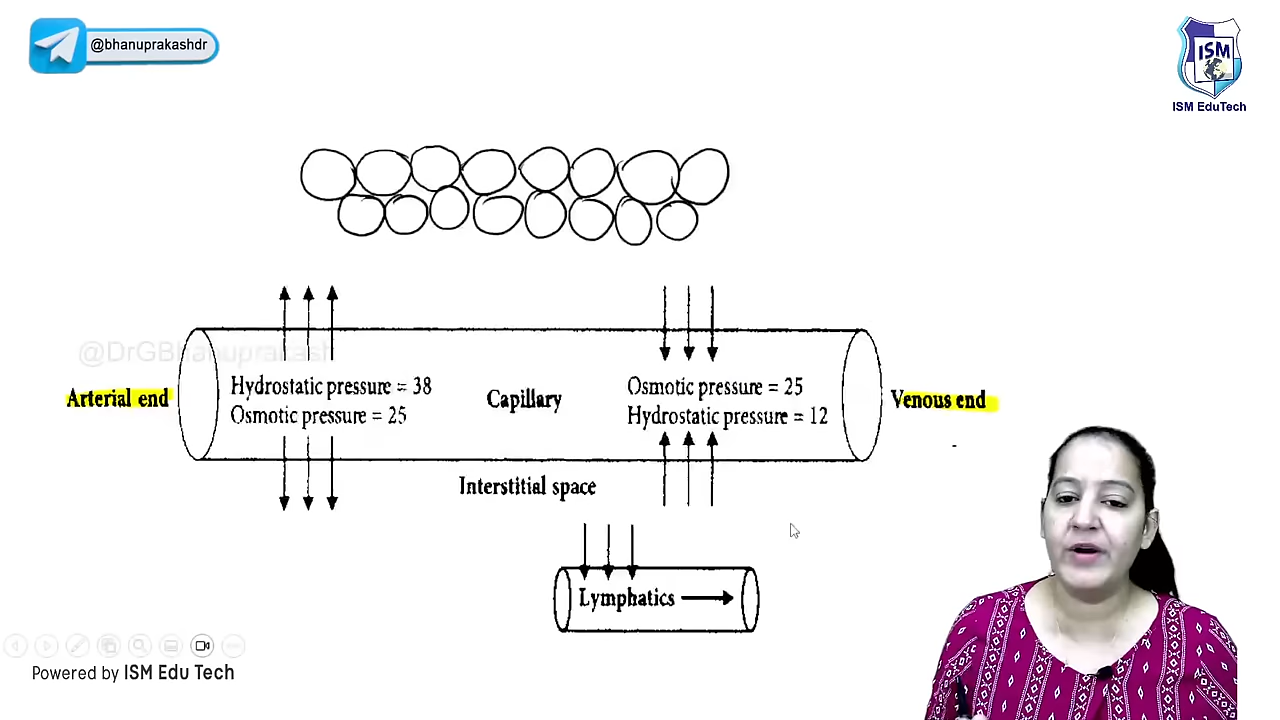 @bhanuprakashdr
ISM
ISM EduTech
@DrGBhanuprakash
Hydrostatic pressure = 38
Osmotic pressure = 25
Arterial end
Capillary
Osmotic pressure = 25
Hydrostatic pressure = 12
Venous end
Interstitial space
Lymphatics
Powered by ISM Edu Tech